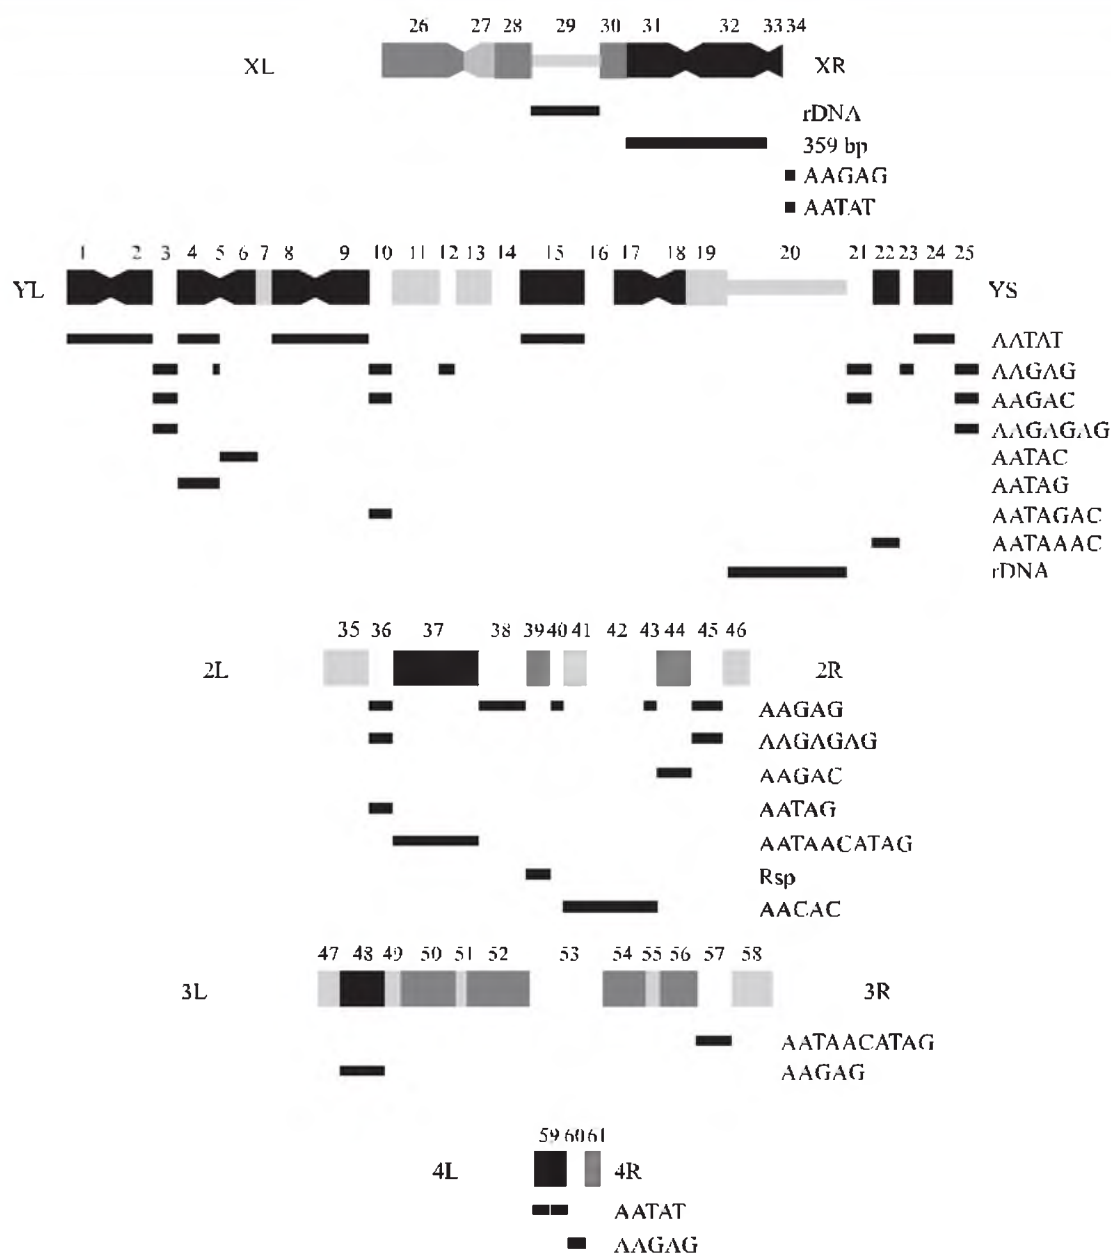 26 27 28 29 30 31 32 33 34
XL XR
rDNA
359 bp
AAGAG
AATAT
1 2 3 4 5 6 7 8 9 10 11 12 13 14 15 16 17 18 19 20 21 22 23 24 25
YL YS
AATAT
AAGAG
AAGAC
AAGAGAG
AATAC
AATAG
AATAGAC
AATAAAC
rDNA
35 36 37 38 39 40 41 42 43 44 45 46
2L 2R
AAGAG
AAGAGAG
AAGAC
AATAG
AATAACATAG
Rsp
AACAC
47 48 49 50 51 52 53 54 55 56 57 58
3L 3R
AATAACATAG
AAGAG
59 60 61
4L 4R
AATAT
AAGAG